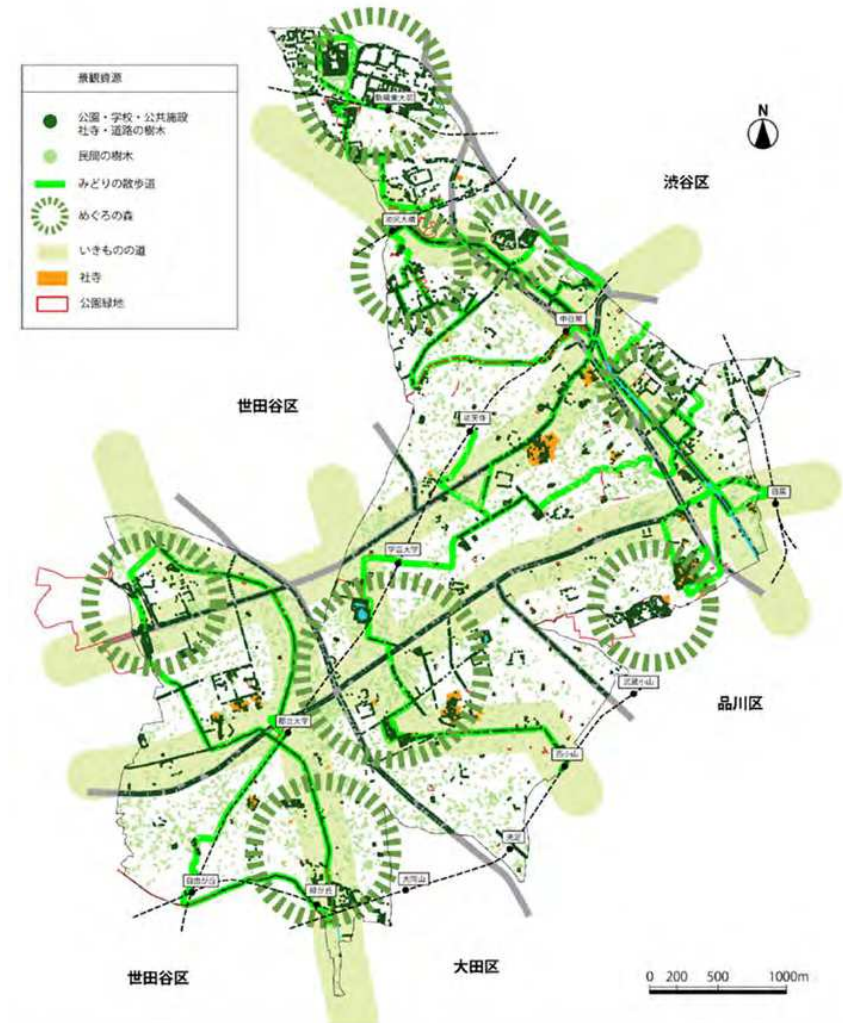 景観資源
公園・学校・公共施設
社寺・道路の樹木
民間の樹木
みどりの散歩道
めぐろの森
いきものの道
社寺
公園緑地
N
駒場東大前
渋谷区
池尻大橋
中目黒
世田谷区
祐天寺
目黒
学芸大学
武蔵小山
品川区
都立大学
西小山
洗足
自由が丘
緑が丘
大岡山
世田谷区
大田区
0 200 500 1000m